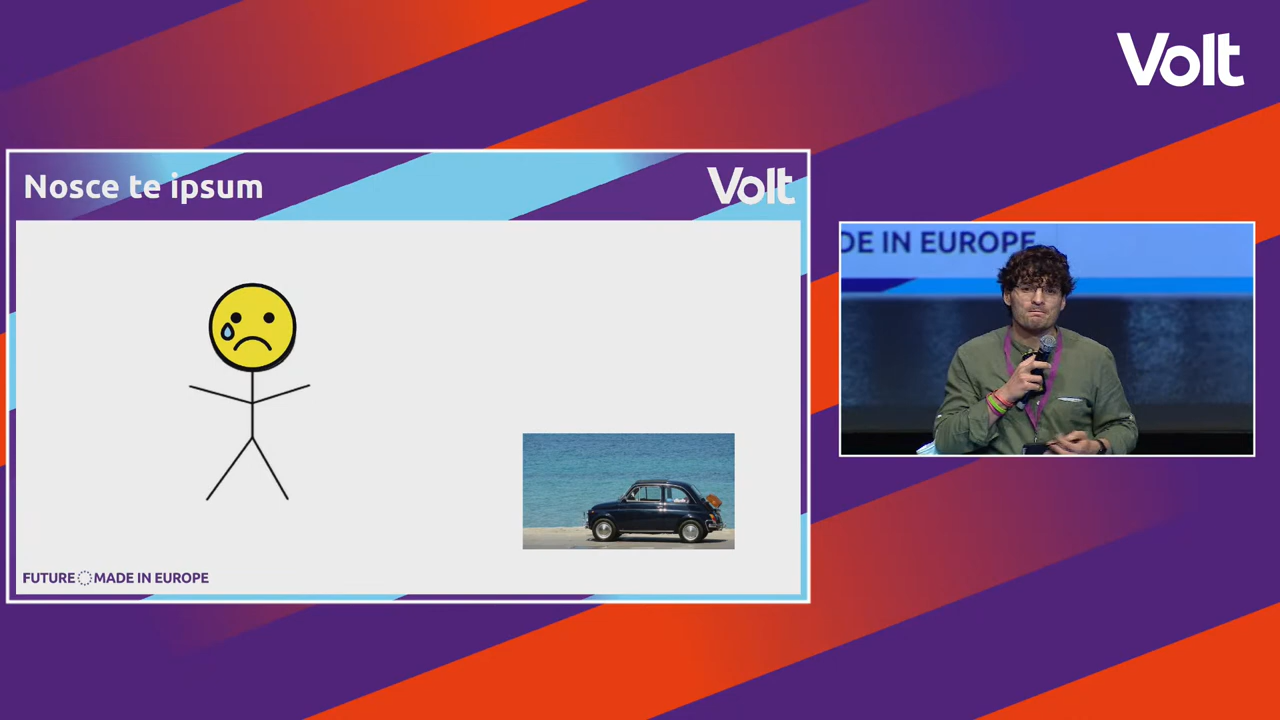 Volt
Nosce te ipsum
Volt
DE IN EUROPE
FUTURE MADE IN EUROPE